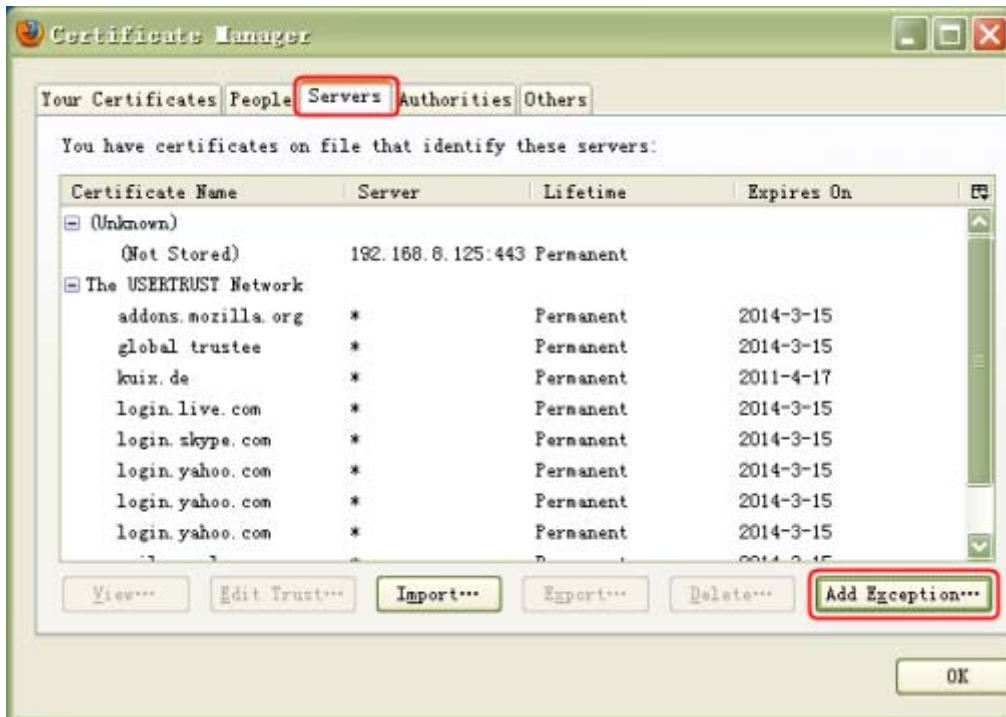 Certificate Manager
Your Certificates People Servers Authorities Others
You have certificates on file that identify these servers:
Certificate Name Server Lifetime Expires On
(Unknown)
(Not Stored) 192.168.8.125:443 Permanent
The USERTRUST Network
addons.mozilla.org * Permanent 2014-3-15
global trustee * Permanent 2014-3-15
kuix.de * Permanent 2011-4-17
login.live.com * Permanent 2014-3-15
login.skype.com * Permanent 2014-3-15
login.yahoo.com * Permanent 2014-3-15
login.yahoo.com * Permanent 2014-3-15
login.yahoo.com * Permanent 2014-3-15
View... Edit Trust... Import... Export... Delete... Add Exception...
OK